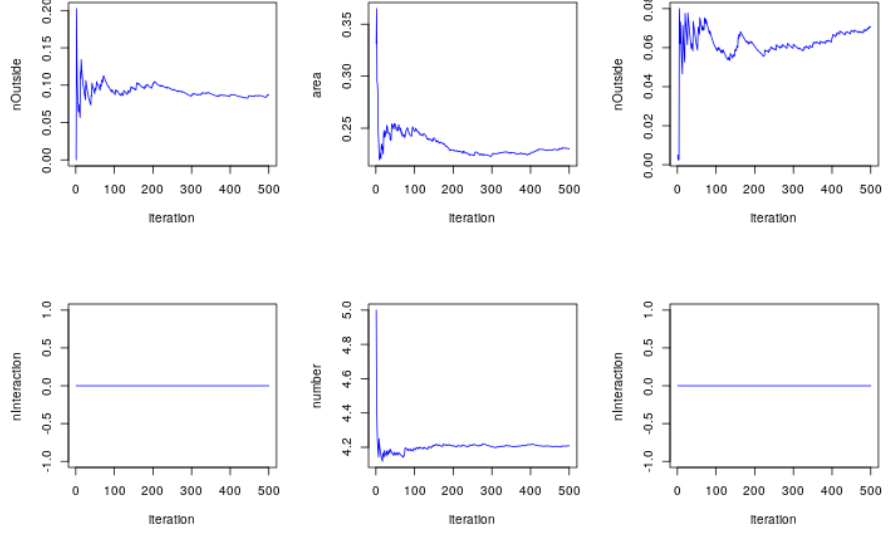 nOutside
0.00 0.05 0.10 0.15 0.20
0 100 200 300 400 500
Iteration
area
0.25 0.30 0.35
0 100 200 300 400 500
Iteration
nOutside
0.00 0.02 0.04 0.06 0.08
0 100 200 300 400 500
Iteration
nInteraction
-1.0 -0.5 0.0 0.5 1.0
0 100 200 300 400 500
Iteration
number
4.2 4.4 4.6 4.8 5.0
0 100 200 300 400 500
Iteration
nInteraction
-1.0 -0.5 0.0 0.5 1.0
0 100 200 300 400 500
Iteration